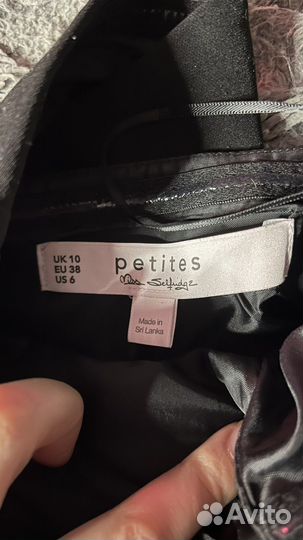 UK 10
EU 38
US 6
petites
Miss Selfridge
Made in
Sri Lanka
Avito